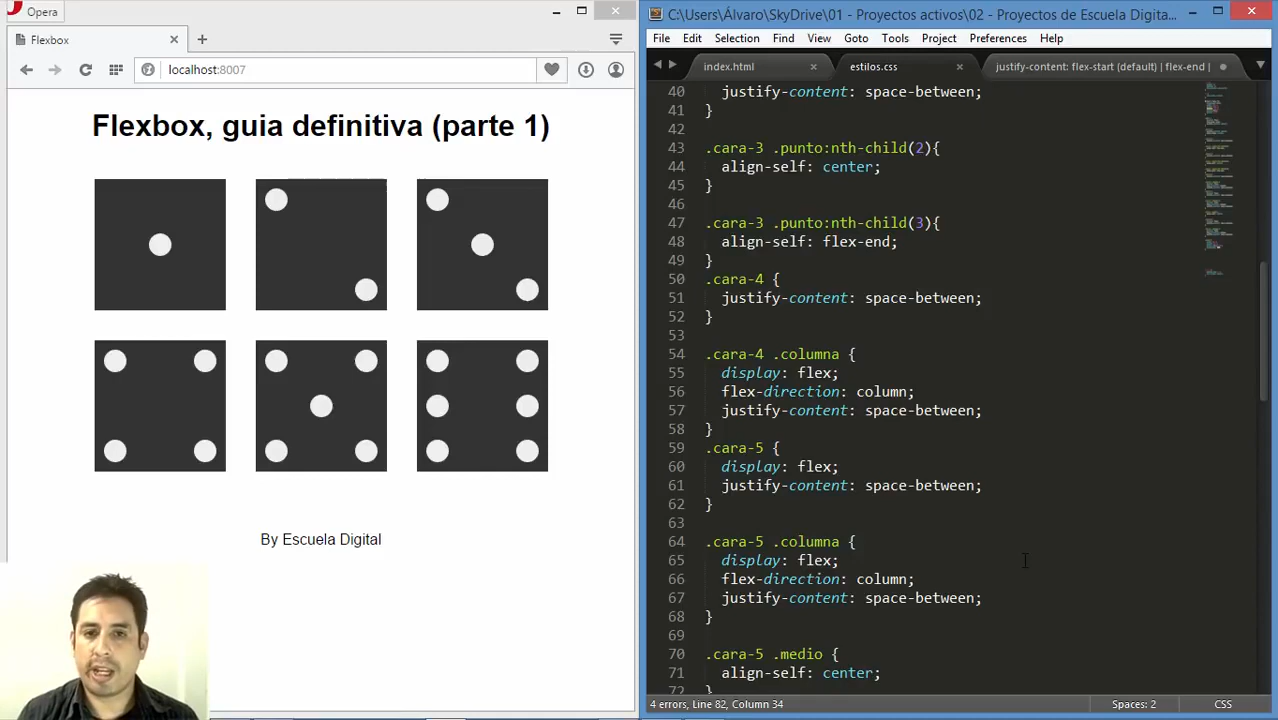 Opera
Flexbox
localhost:8007
Flexbox, guia definitiva (parte 1)
By Escuela Digital
C:\Users\Álvaro\SkyDrive\01 - Proyectos activos\02 - Proyectos de Escuela Digita...
File Edit Selection Find View Goto Tools Project Preferences Help
index.html estilos.css justify-content: flex-start (default) | flex-end |
40 justify-content: space-between;
41 }
42
43 .cara-3 .punto:nth-child(2){
44 align-self: center;
45 }
46
47 .cara-3 .punto:nth-child(3){
48 align-self: flex-end;
49 }
50 .cara-4 {
51 justify-content: space-between;
52 }
53
54 .cara-4 .columna {
55 display: flex;
56 flex-direction: column;
57 justify-content: space-between;
58 }
59 .cara-5 {
60 display: flex;
61 justify-content: space-between;
62 }
63
64 .cara-5 .columna {
65 display: flex;
66 flex-direction: column;
67 justify-content: space-between;
68 }
69
70 .cara-5 .medio {
71 align-self: center;
72 }
4 errors, Line 82, Column 34 Spaces: 2 CSS